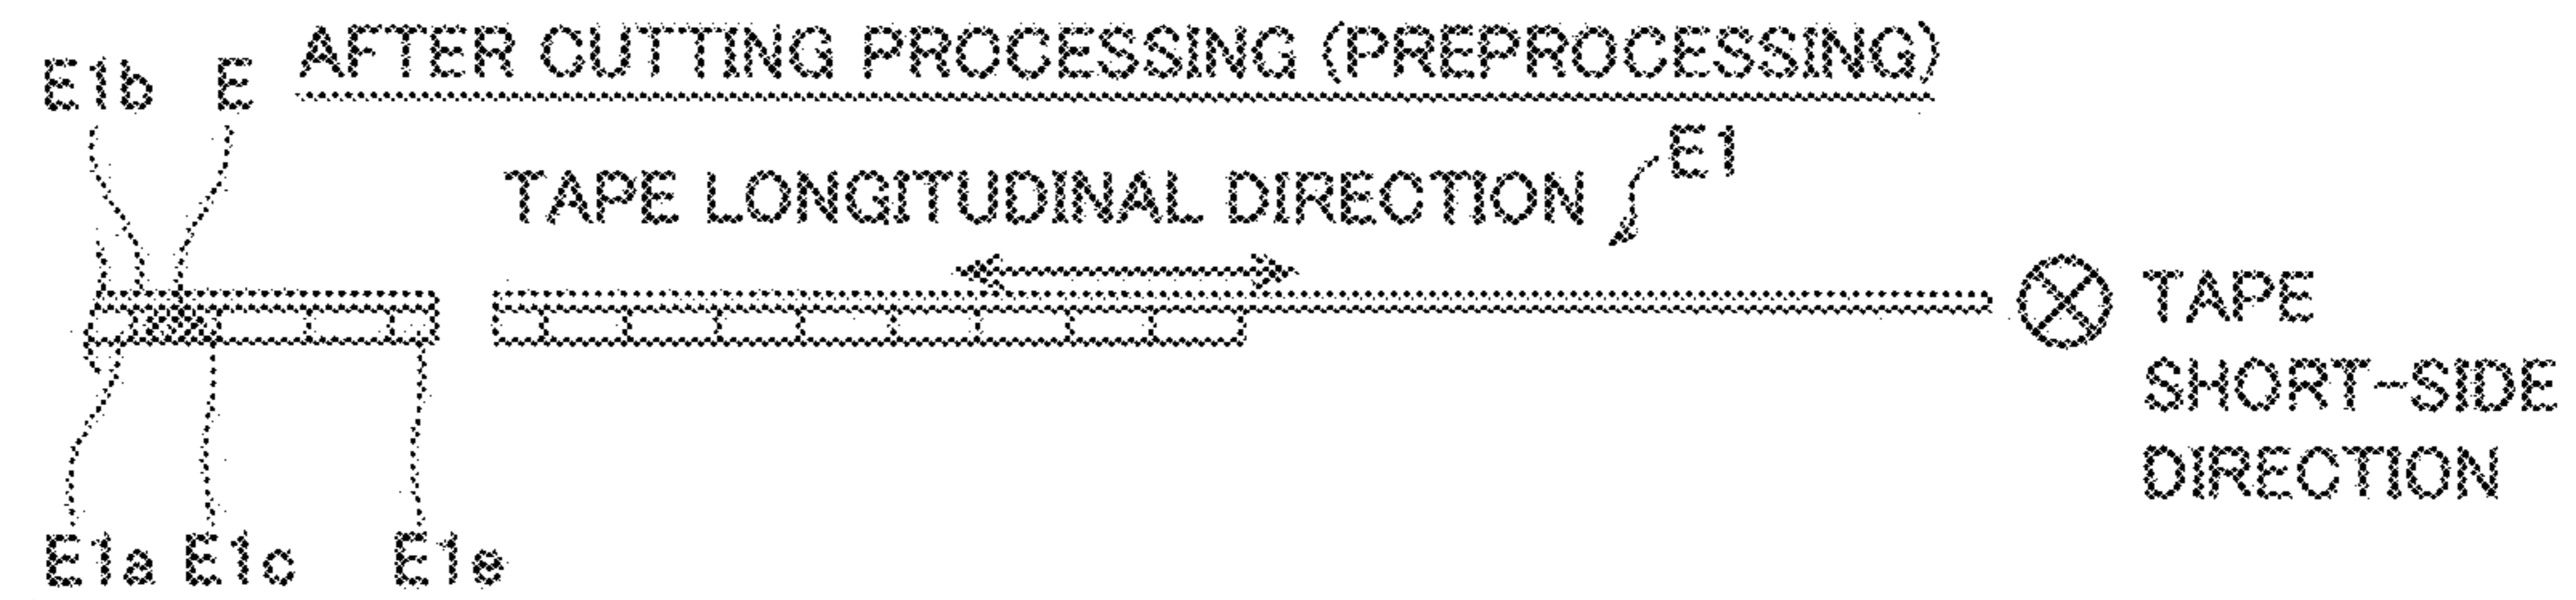 AFTER CUTTING PROCESSING (PREPROCESSING)
E1b
E
E1
TAPE LONGITUDINAL DIRECTION
TAPE
SHORT-SIDE
DIRECTION
E1a
E1c
E1e